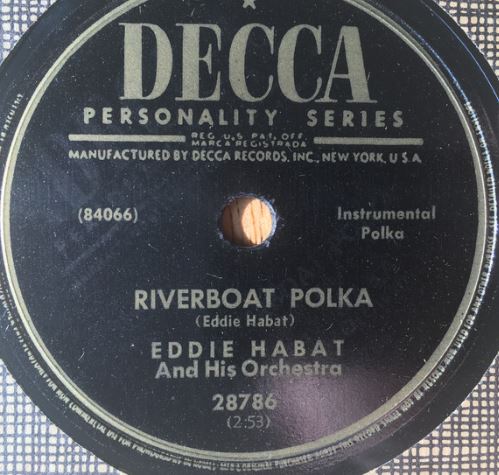 DECCA
PERSONALITY SERIES
REG. U.S. PAT. OFF.
MARCA REGISTRADA
MANUFACTURED BY DECCA RECORDS, INC., NEW YORK, U.S.A.
(84066)
Instrumental
Polka
RIVERBOAT POLKA
(Eddie Habat)
EDDIE HABAT
And His Orchestra
28786
(2:53)